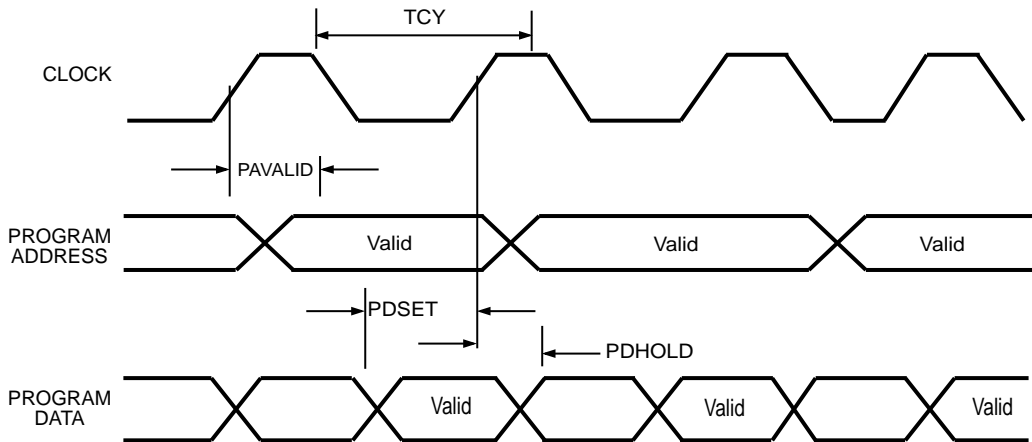 TCY
CLOCK
PAVALID
PROGRAM
ADDRESS
Valid
Valid
Valid
PDSET
PDHOLD
PROGRAM
DATA
Valid
Valid
Valid